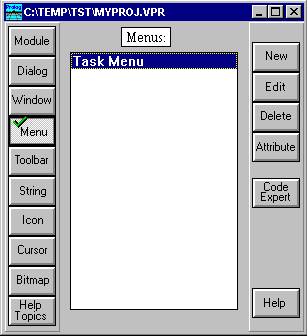 Prolog
C:\TEMP\TST\MYPROJ.VPR
Module
Dialog
Window
Menu
Toolbar
String
Icon
Cursor
Bitmap
Help
Topics
Menus:
Task Menu
New
Edit
Delete
Attribute
Code
Expert
Help